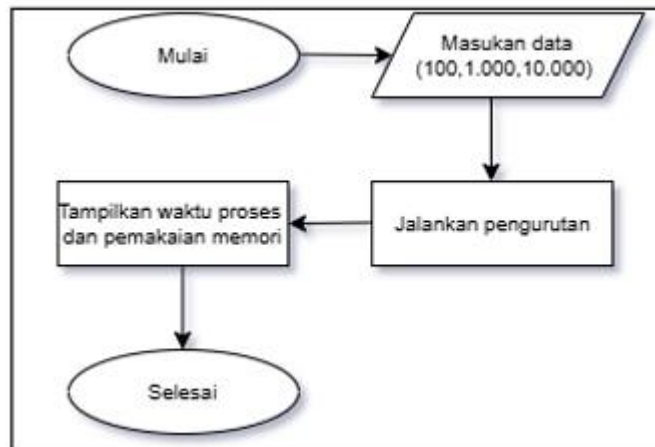 Mulai
Masukan data
(100,1.000,10.000)
Jalankan pengurutan
Tampilkan waktu proses
dan pemakaian memori
Selesai